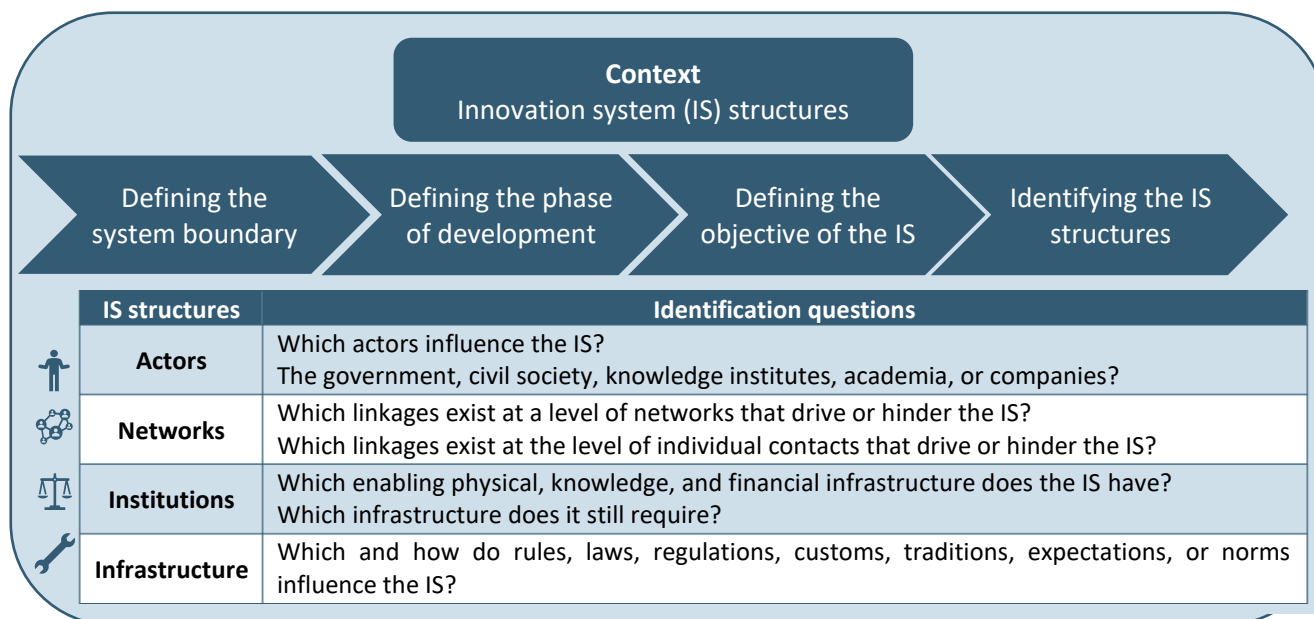 Context
Innovation system (IS) structures
Defining the
system boundary
Defining the phase
of development
Defining the
objective of the IS
Identifying the IS
structures
IS structures
Identification questions
Actors
Which actors influence the IS?
The government, civil society, knowledge institutes, academia, or companies?
Networks
Which linkages exist at a level of networks that drive or hinder the IS?
Which linkages exist at the level of individual contacts that drive or hinder the IS?
Institutions
Which enabling physical, knowledge, and financial infrastructure does the IS have?
Which infrastructure does it still require?
Infrastructure
Which and how do rules, laws, regulations, customs, traditions, expectations, or norms
influence the IS?